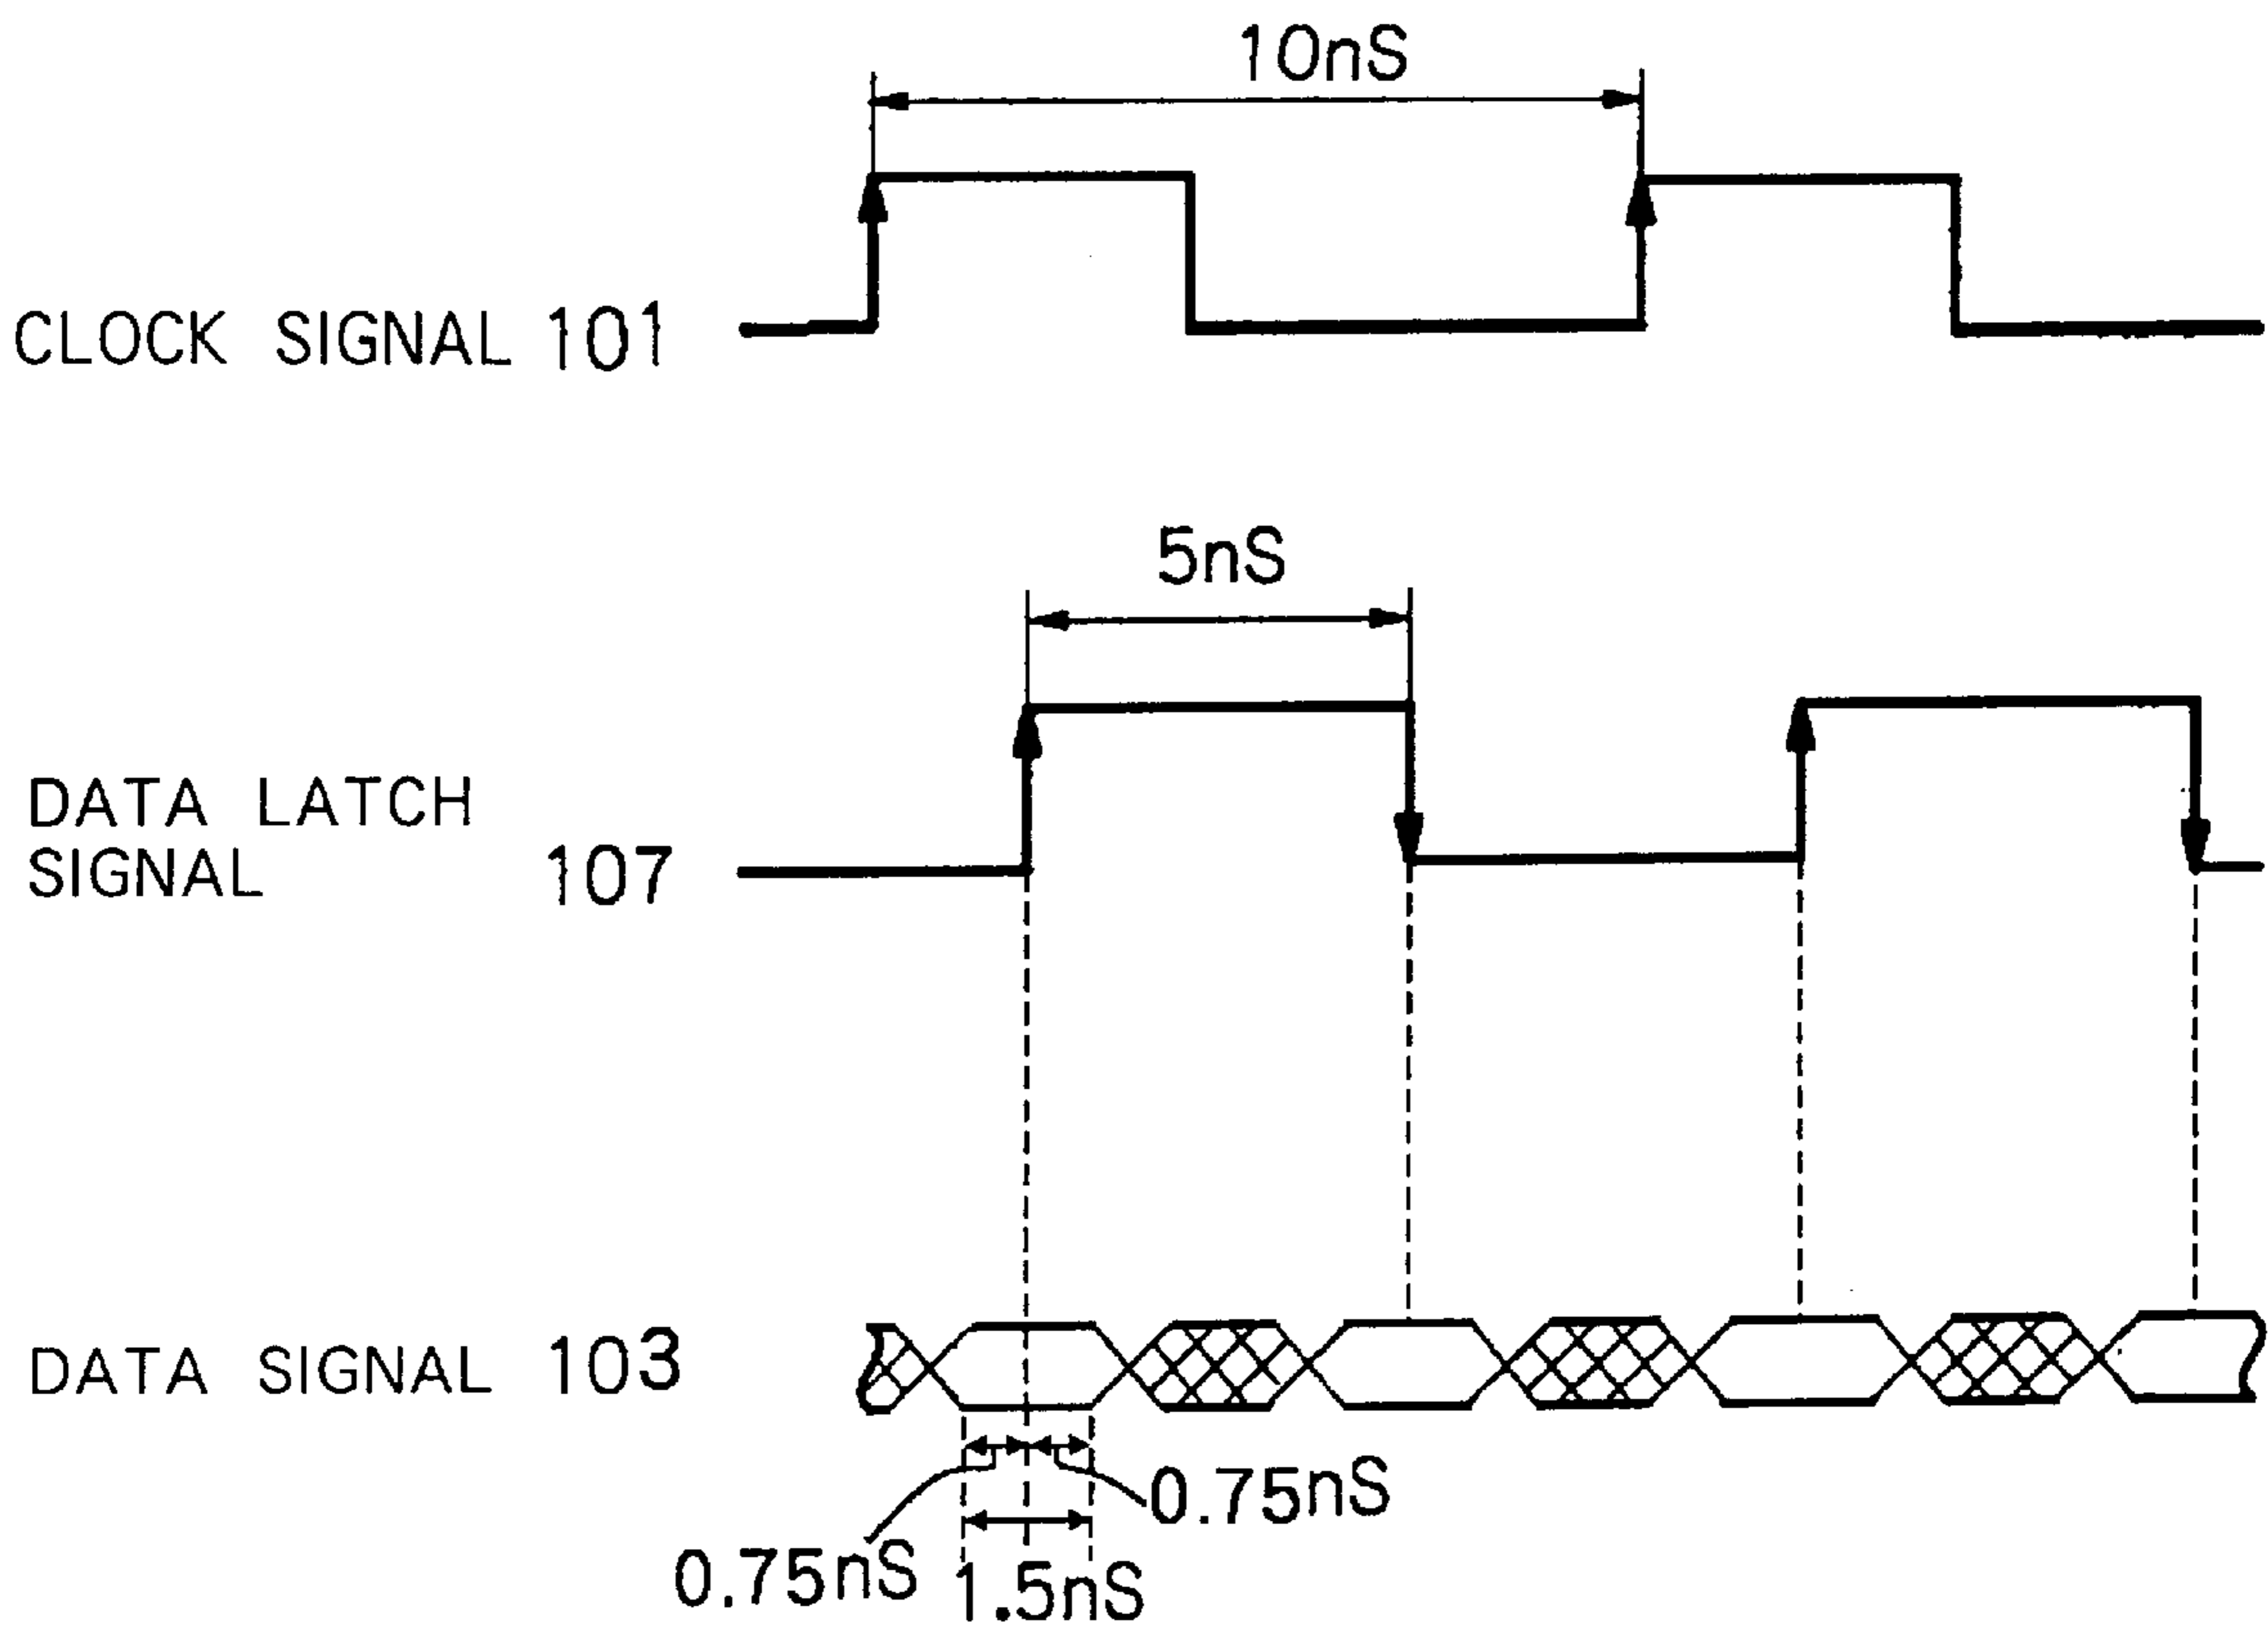 10nS
CLOCK SIGNAL 101
5nS
DATA LATCH
SIGNAL 107
DATA SIGNAL 103
0.75nS
0.75nS 1.5nS